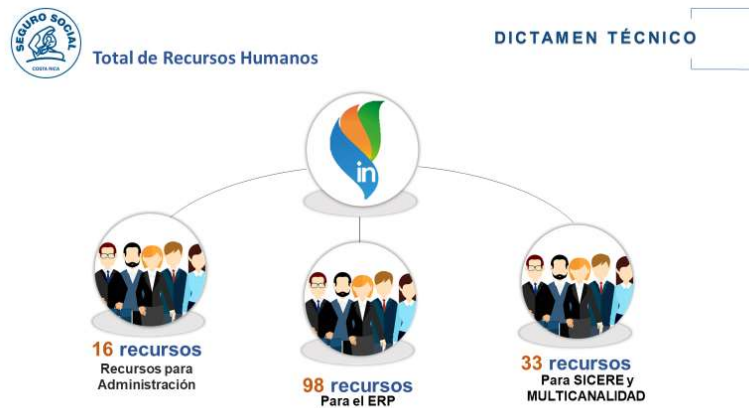 SEGURO SOCIAL
COSTA RICA
Total de Recursos Humanos
DICTAMEN TÉCNICO
in
16 recursos
Recursos para
Administración
98 recursos
Para el ERP
33 recursos
Para SICERE y
MULTICANALIDAD